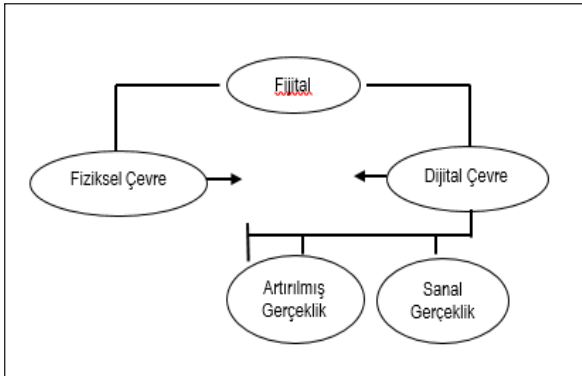 Fijital
Fiziksel Çevre
Dijital Çevre
Artırılmış
Gerçeklik
Sanal
Gerçeklik